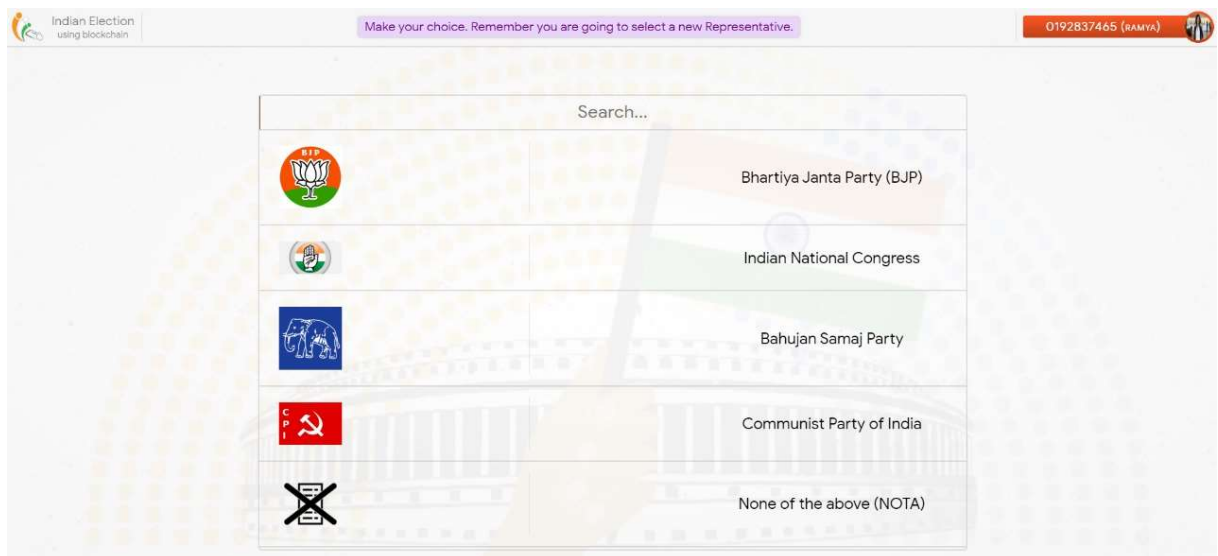 Indian Election
using blockchain
Make your choice. Remember you are going to select a new Representative.
0192837465 (RAMYA)
Search...
BJP
Bhartiya Janta Party (BJP)
Indian National Congress
Bahujan Samaj Party
CPI
Communist Party of India
None of the above (NOTA)